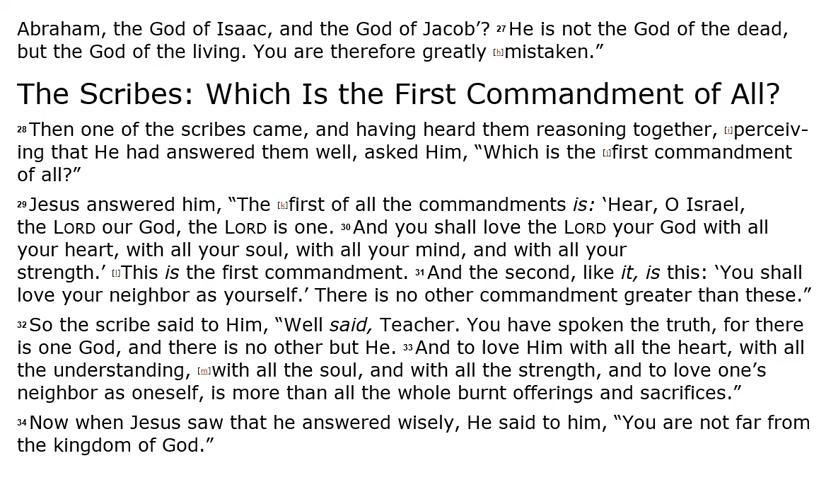 Abraham, the God of Isaac, and the God of Jacob’? 27 He is not the God of the dead,
but the God of the living. You are therefore greatly [h]mistaken.”
The Scribes: Which Is the First Commandment of All?
28 Then one of the scribes came, and having heard them reasoning together, [i]perceiv-
ing that He had answered them well, asked Him, “Which is the [j]first commandment
of all?”
29 Jesus answered him, “The [k]first of all the commandments is: ‘Hear, O Israel,
the LORD our God, the LORD is one. 30 And you shall love the LORD your God with all
your heart, with all your soul, with all your mind, and with all your
strength.’ [l]This is the first commandment. 31 And the second, like it, is this: ‘You shall
love your neighbor as yourself.’ There is no other commandment greater than these.”
32 So the scribe said to Him, “Well said, Teacher. You have spoken the truth, for there
is one God, and there is no other but He. 33 And to love Him with all the heart, with all
the understanding, [m]with all the soul, and with all the strength, and to love one’s
neighbor as oneself, is more than all the whole burnt offerings and sacrifices.”
34 Now when Jesus saw that he answered wisely, He said to him, “You are not far from
the kingdom of God.”